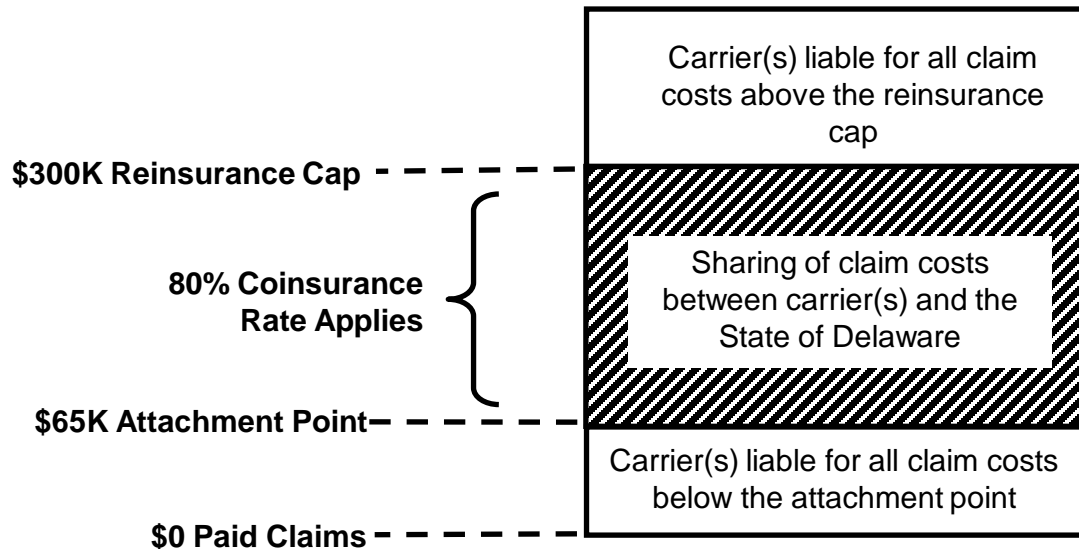 Carrier(s) liable for all claim
costs above the reinsurance
cap
$300K Reinsurance Cap
80% Coinsurance
Rate Applies
Sharing of claim costs
between carrier(s) and the
State of Delaware
$65K Attachment Point
Carrier(s) liable for all claim costs
below the attachment point
$0 Paid Claims